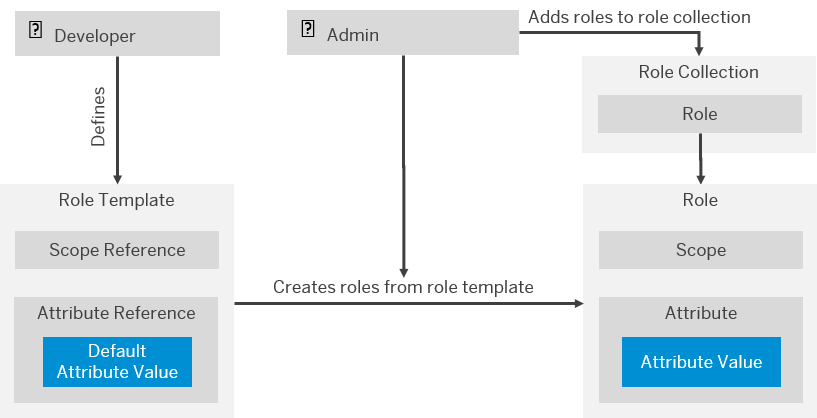 Developer
Admin
Adds roles to role collection
Role Collection
Role
Defines
Role Template
Scope Reference
Attribute Reference
Default
Attribute Value
Creates roles from role template
Role
Scope
Attribute
Attribute Value